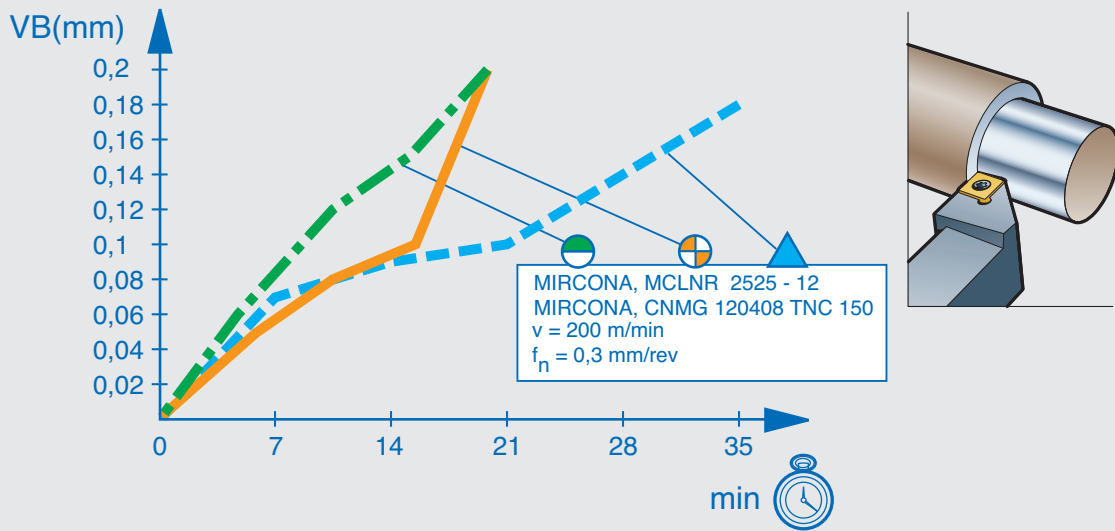 VB(mm)
0,2
0,18
0,16
0,14
0,12
0,1
0,08
0,06
0,04
0,02
0 7 14 21 28 35
min
MIRCONA, MCLNR 2525 - 12
MIRCONA, CNMG 120408 TNC 150
v = 200 m/min
fn = 0,3 mm/rev